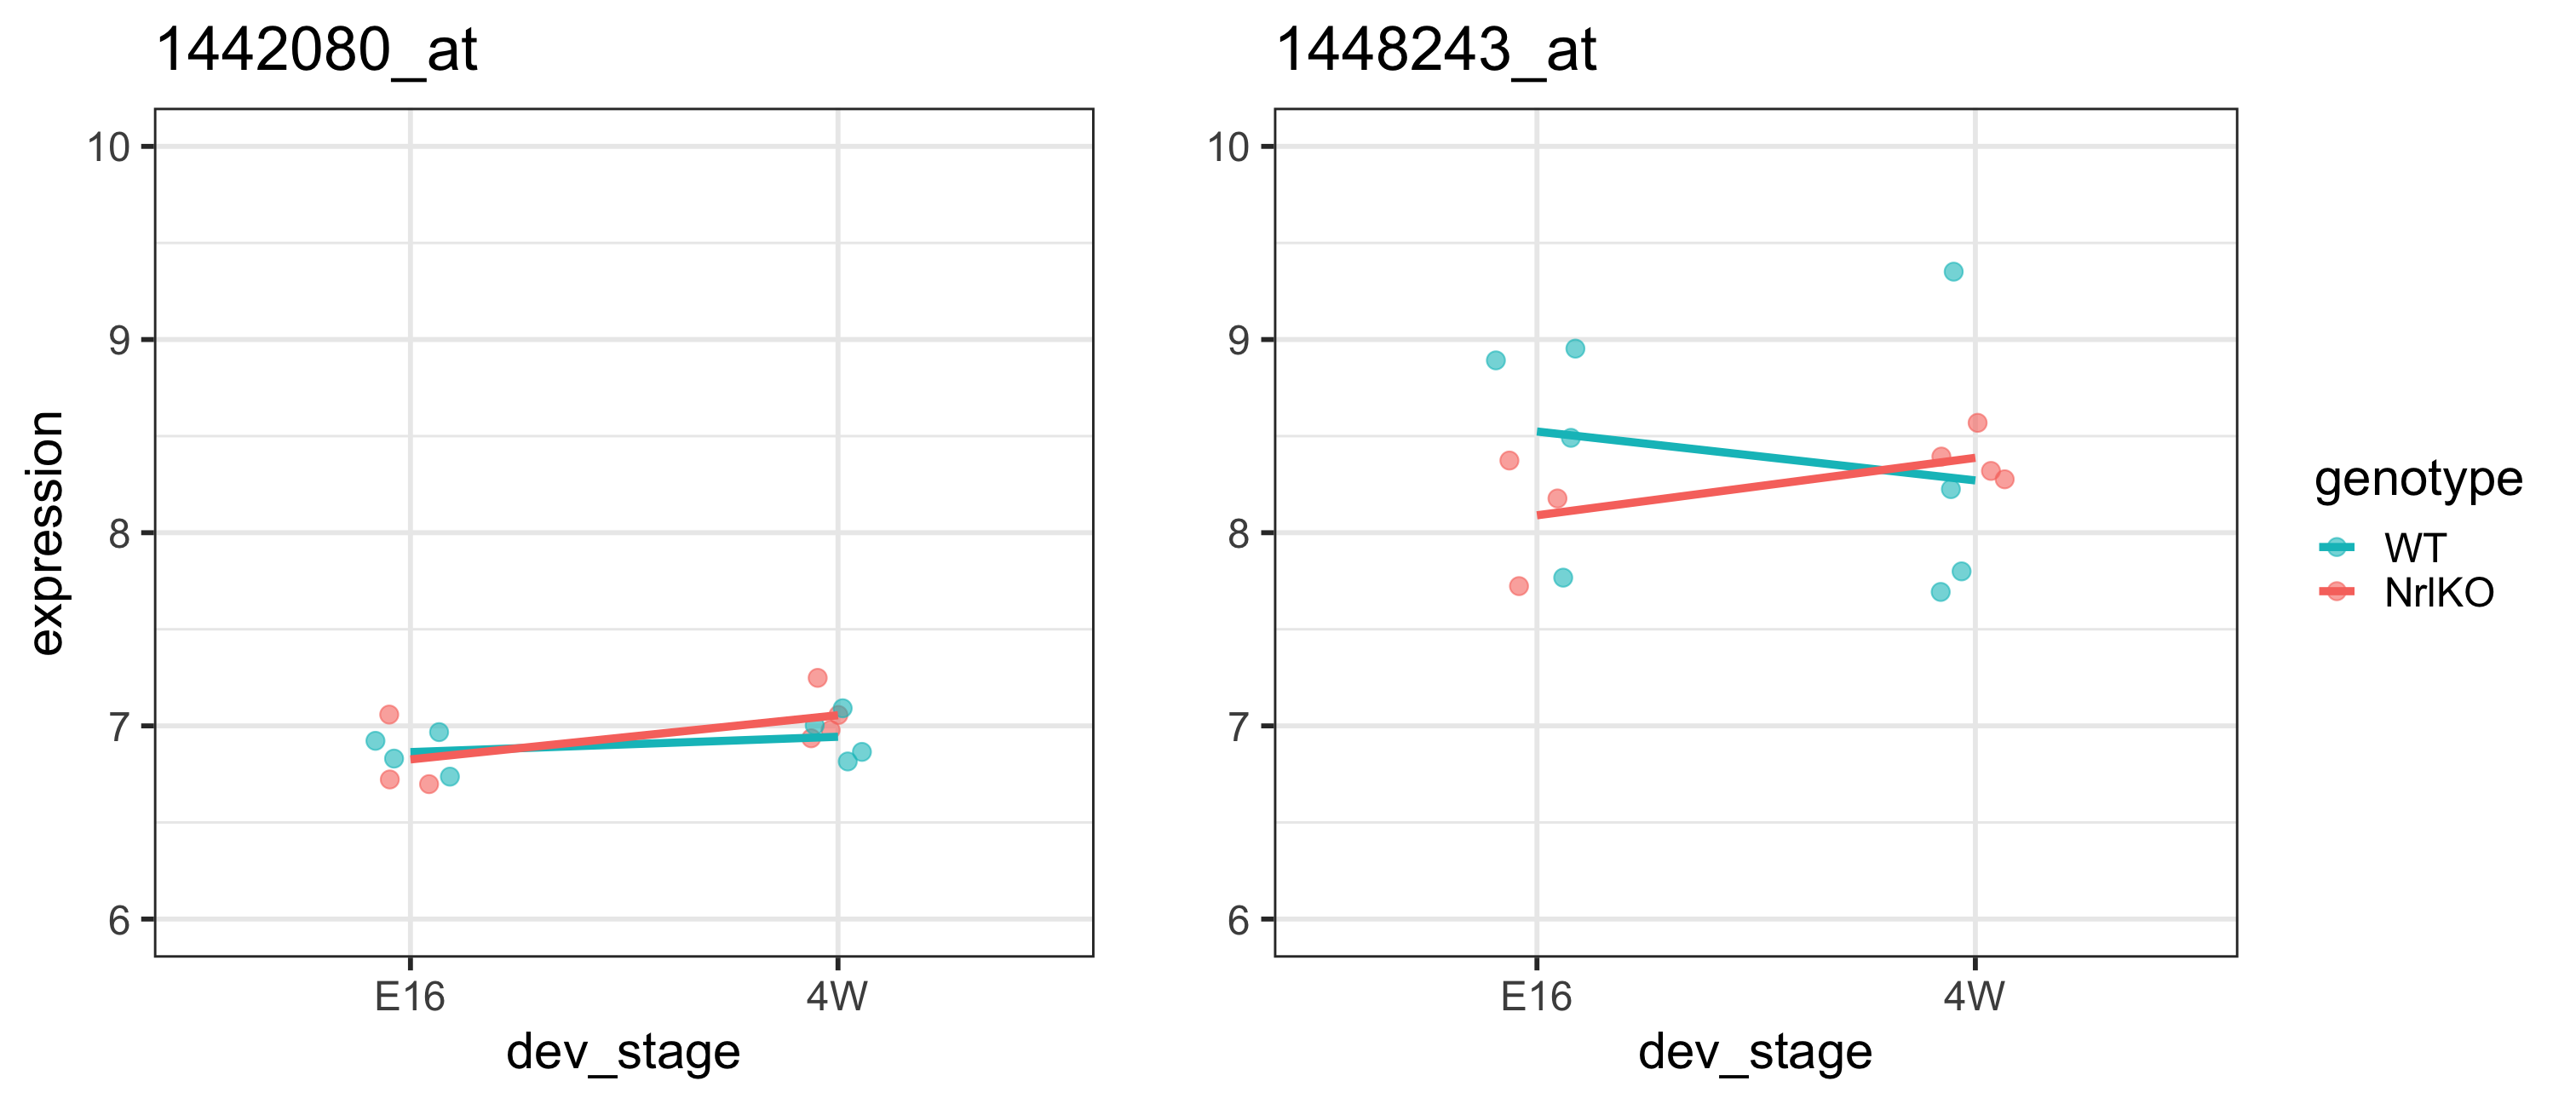 1442080_at
1448243_at
expression
10
9
8
7
6
E16
4W
dev_stage
10
9
8
7
6
E16
4W
dev_stage
genotype
WT
NrlKO